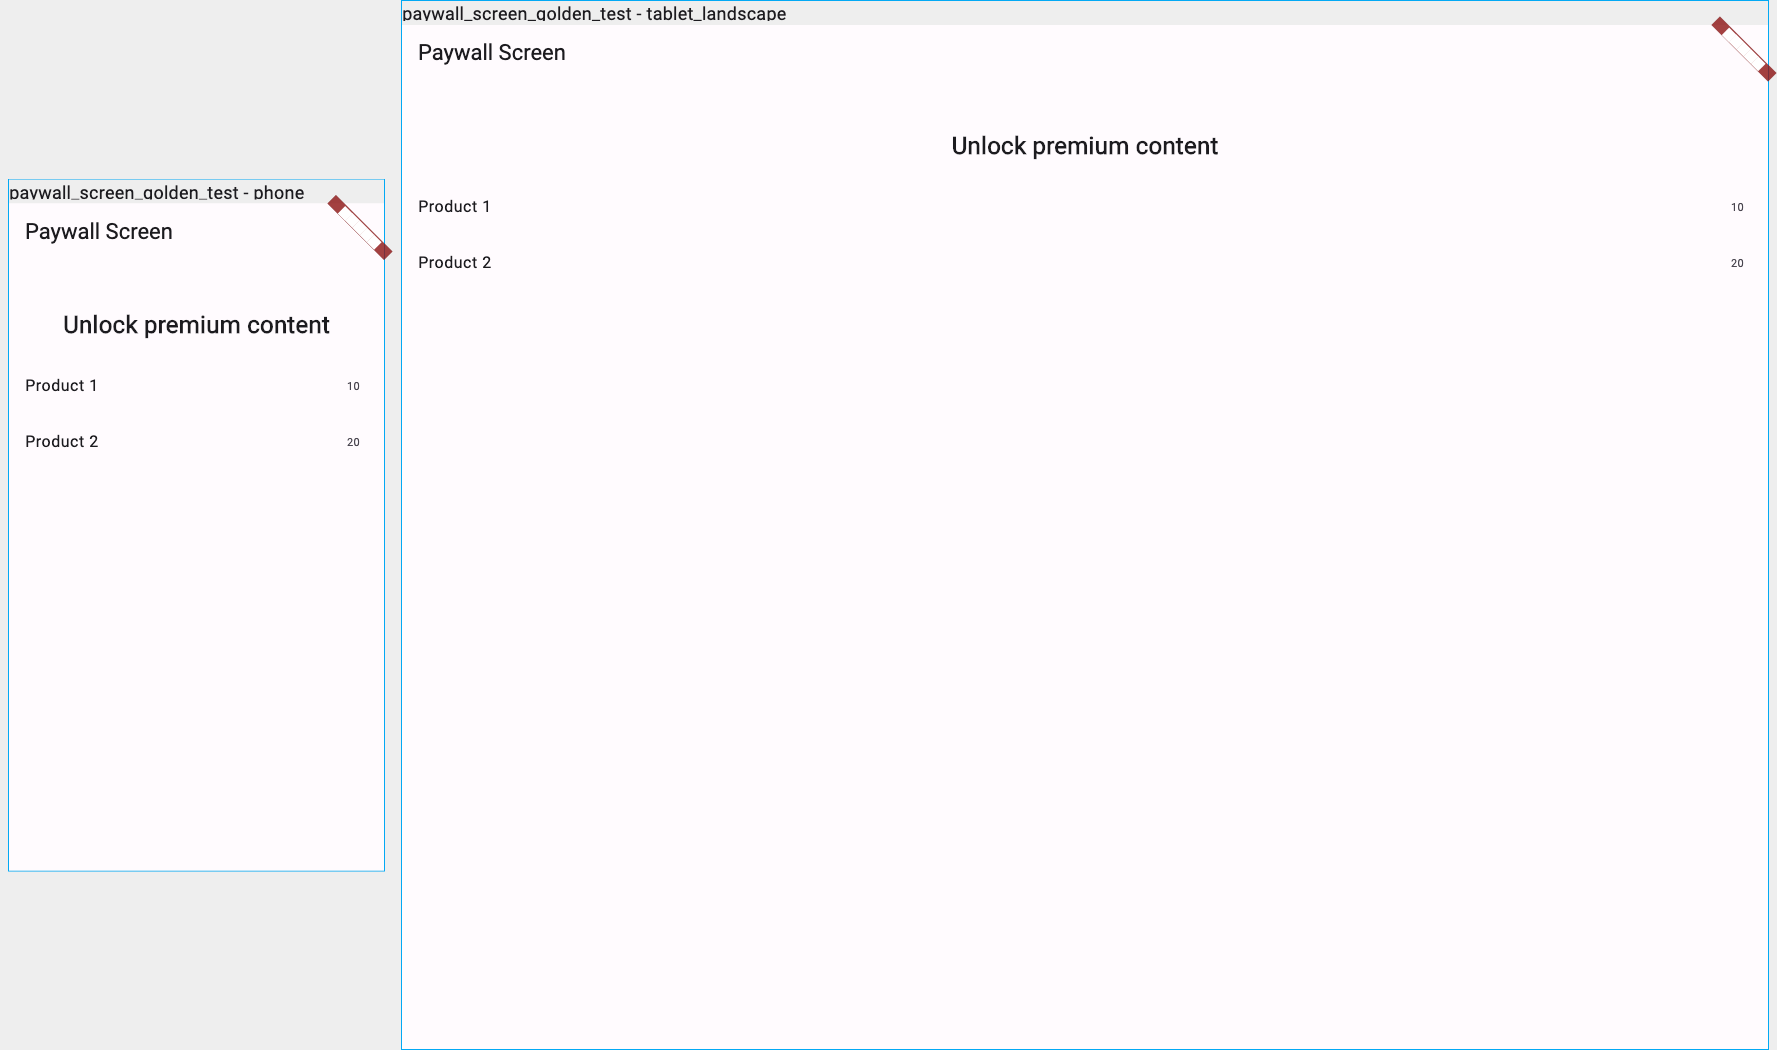 paywall_screen_golden_test - phone
Paywall Screen
Unlock premium content
Product 1 10
Product 2 20
paywall_screen_golden_test - tablet_landscape
Paywall Screen
Unlock premium content
Product 1 10
Product 2 20